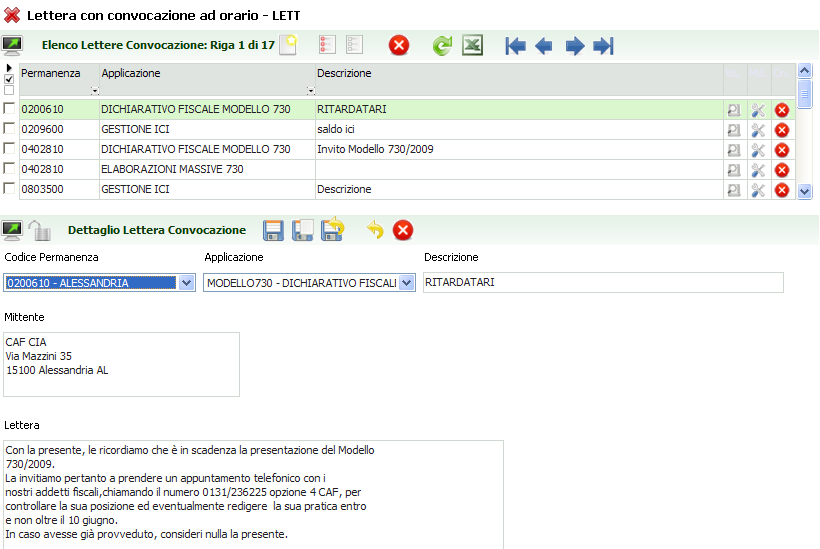 Lettera con convocazione ad orario - LETT
Elenco Lettere Convocazione: Riga 1 di 17
Permanenza Applicazione Descrizione
0200610 DICHIARATIVO FISCALE MODELLO 730 RITARDATARI
0209600 GESTIONE ICI saldo ici
0402810 DICHIARATIVO FISCALE MODELLO 730 Invito Modello 730/2009
0402810 ELABORAZIONI MASSIVE 730
0803500 GESTIONE ICI Descrizione
Dettaglio Lettera Convocazione
Codice Permanenza Applicazione Descrizione
0200610 - ALESSANDRIA MODELLO730 - DICHIARATIVO FISCALI RITARDATARI
Mittente
CAF CIA
Via Mazzini 35
15100 Alessandria AL
Lettera
Con la presente, le ricordiamo che è in scadenza la presentazione del Modello
730/2009.
La invitiamo pertanto a prendere un appuntamento telefonico con i
nostri addetti fiscali,chiamando il numero 0131/236225 opzione 4 CAF, per
controllare la sua posizione ed eventualmente redigere la sua pratica entro
e non oltre il 10 giugno.
In caso avesse già provveduto, consideri nulla la presente.